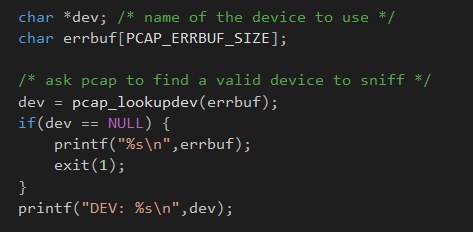 char *dev; /* name of the device to use */
char errbuf[PCAP_ERRBUF_SIZE];

/* ask pcap to find a valid device to sniff */
dev = pcap_lookupdev(errbuf);
if(dev == NULL) {
    printf("%s\n",errbuf);
    exit(1);
}
printf("DEV: %s\n",dev);